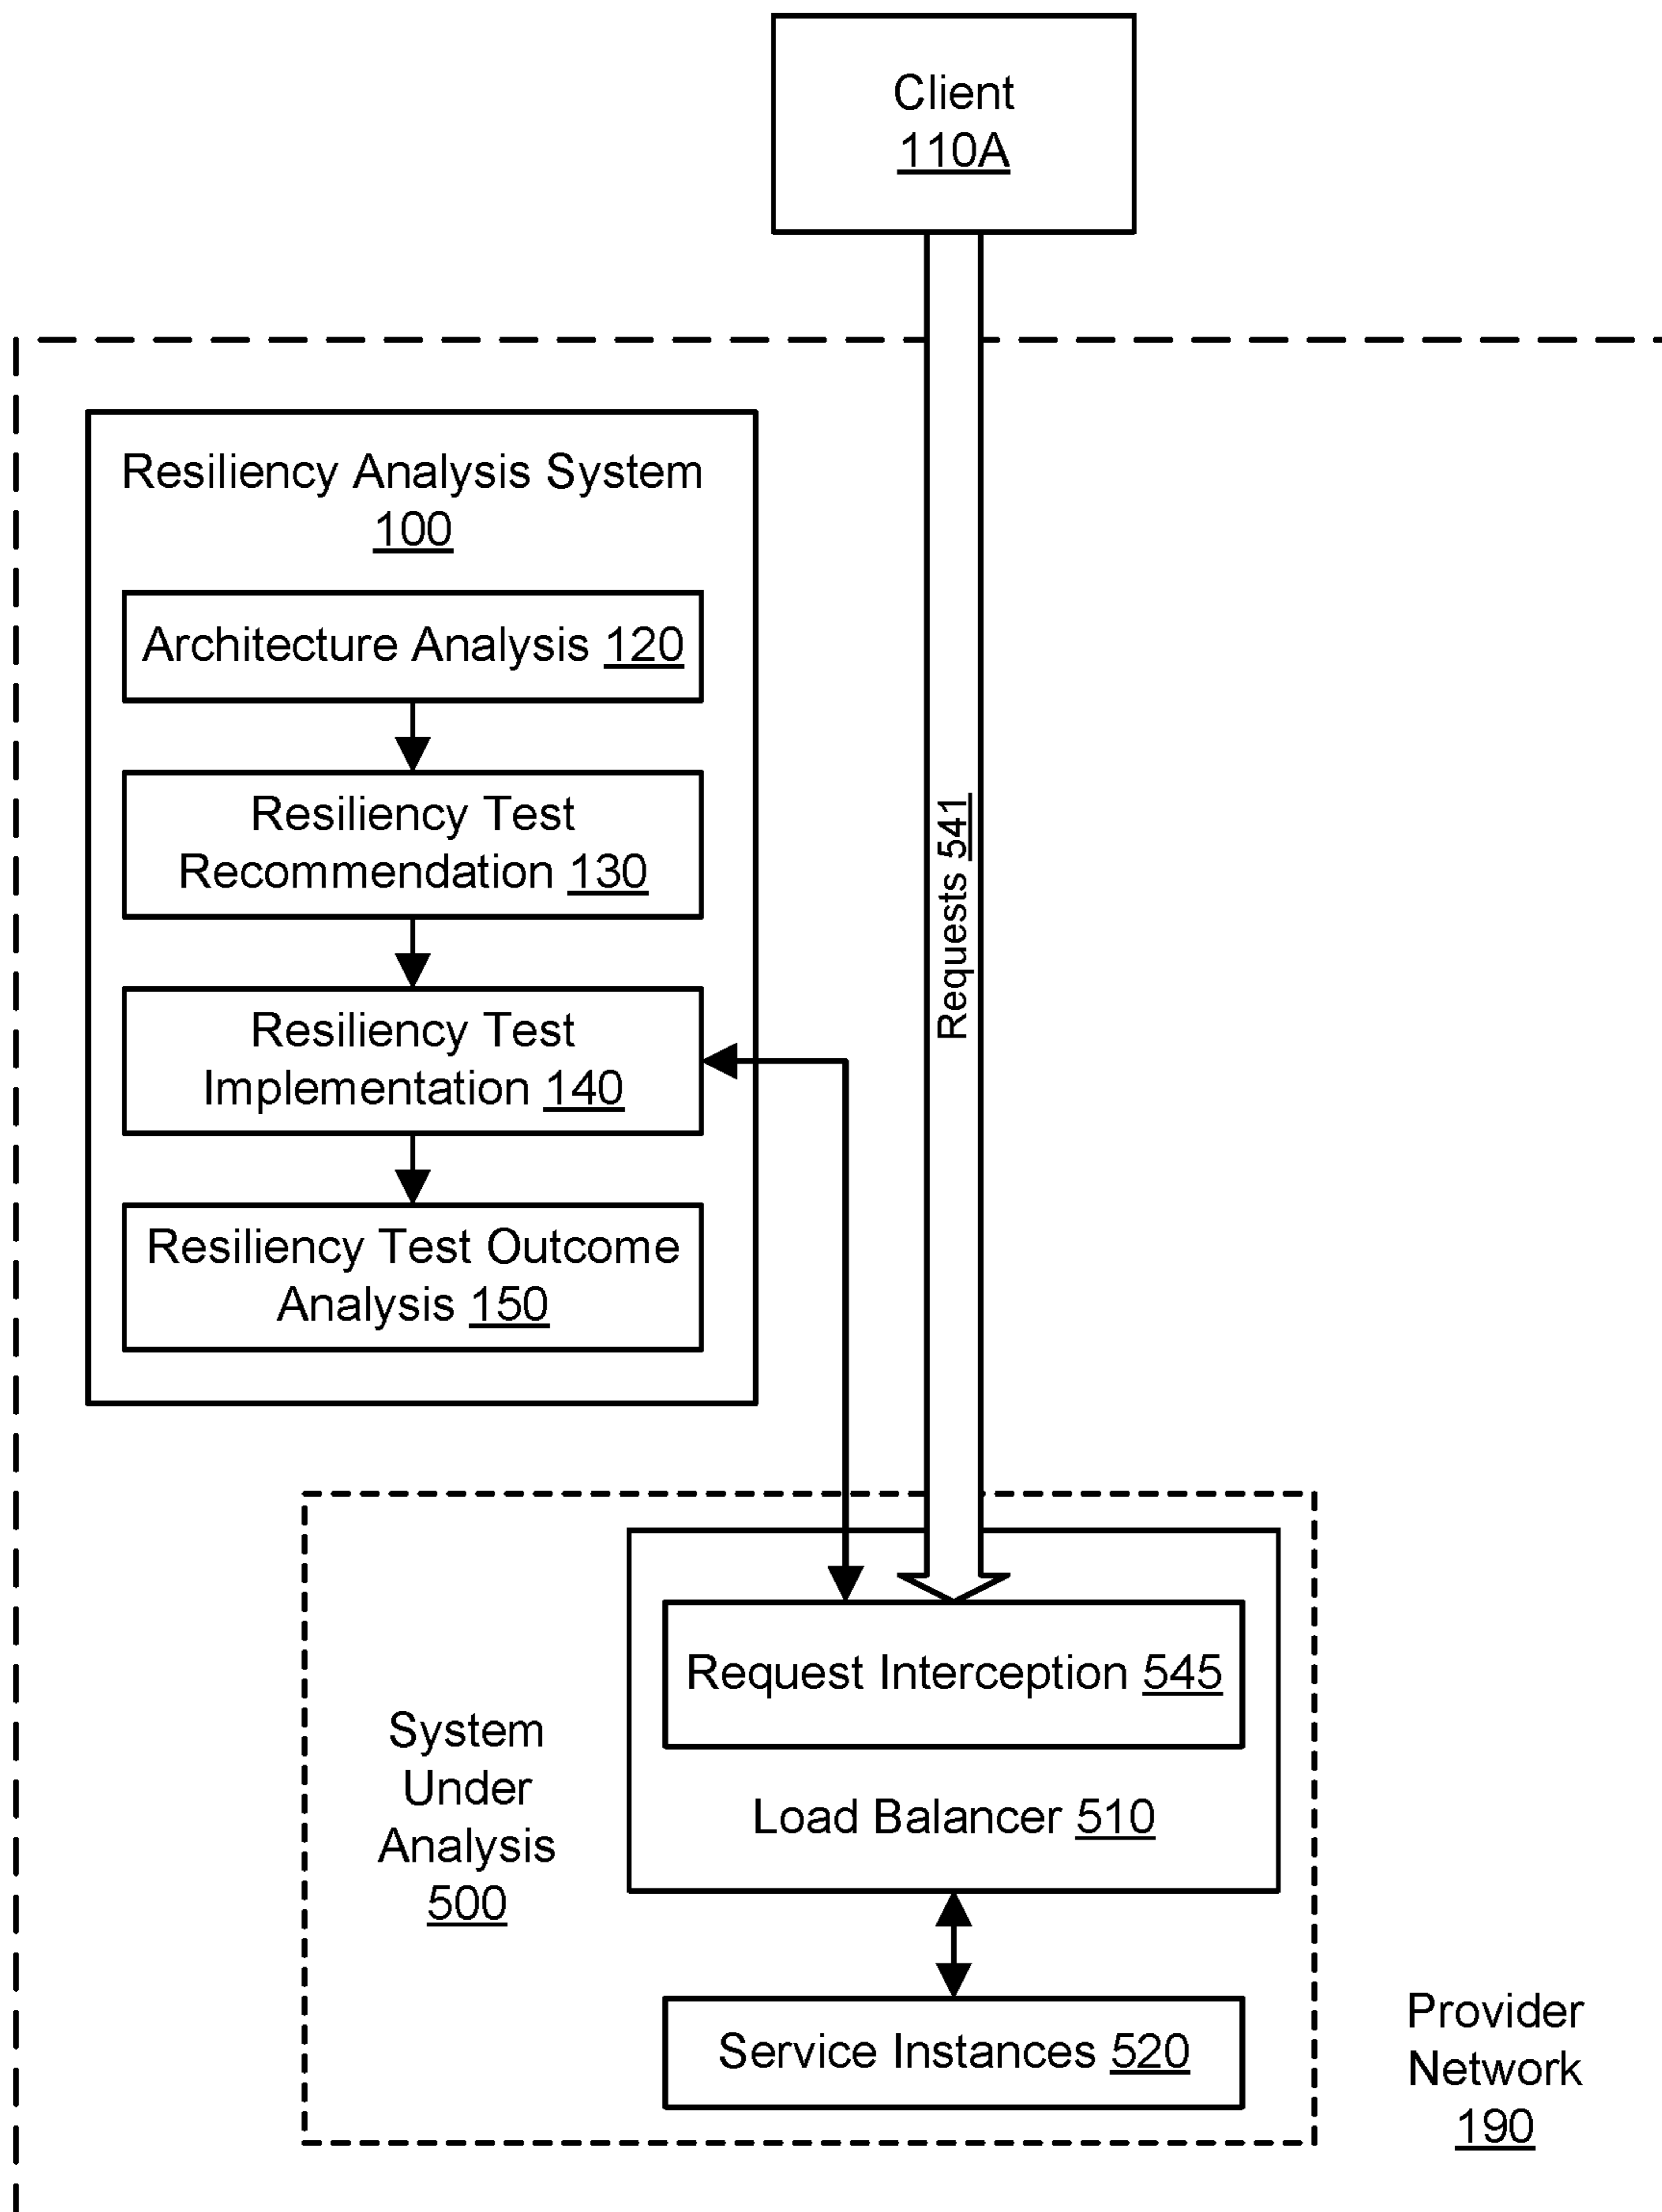 Client
110A
Resiliency Analysis System
100
Architecture Analysis 120
Resiliency Test
Recommendation 130
Requests 541
Resiliency Test
Implementation 140
Resiliency Test Outcome
Analysis 150
Request Interception 545
System
Under
Analysis
500
Load Balancer 510
Service Instances 520
Provider
Network
190